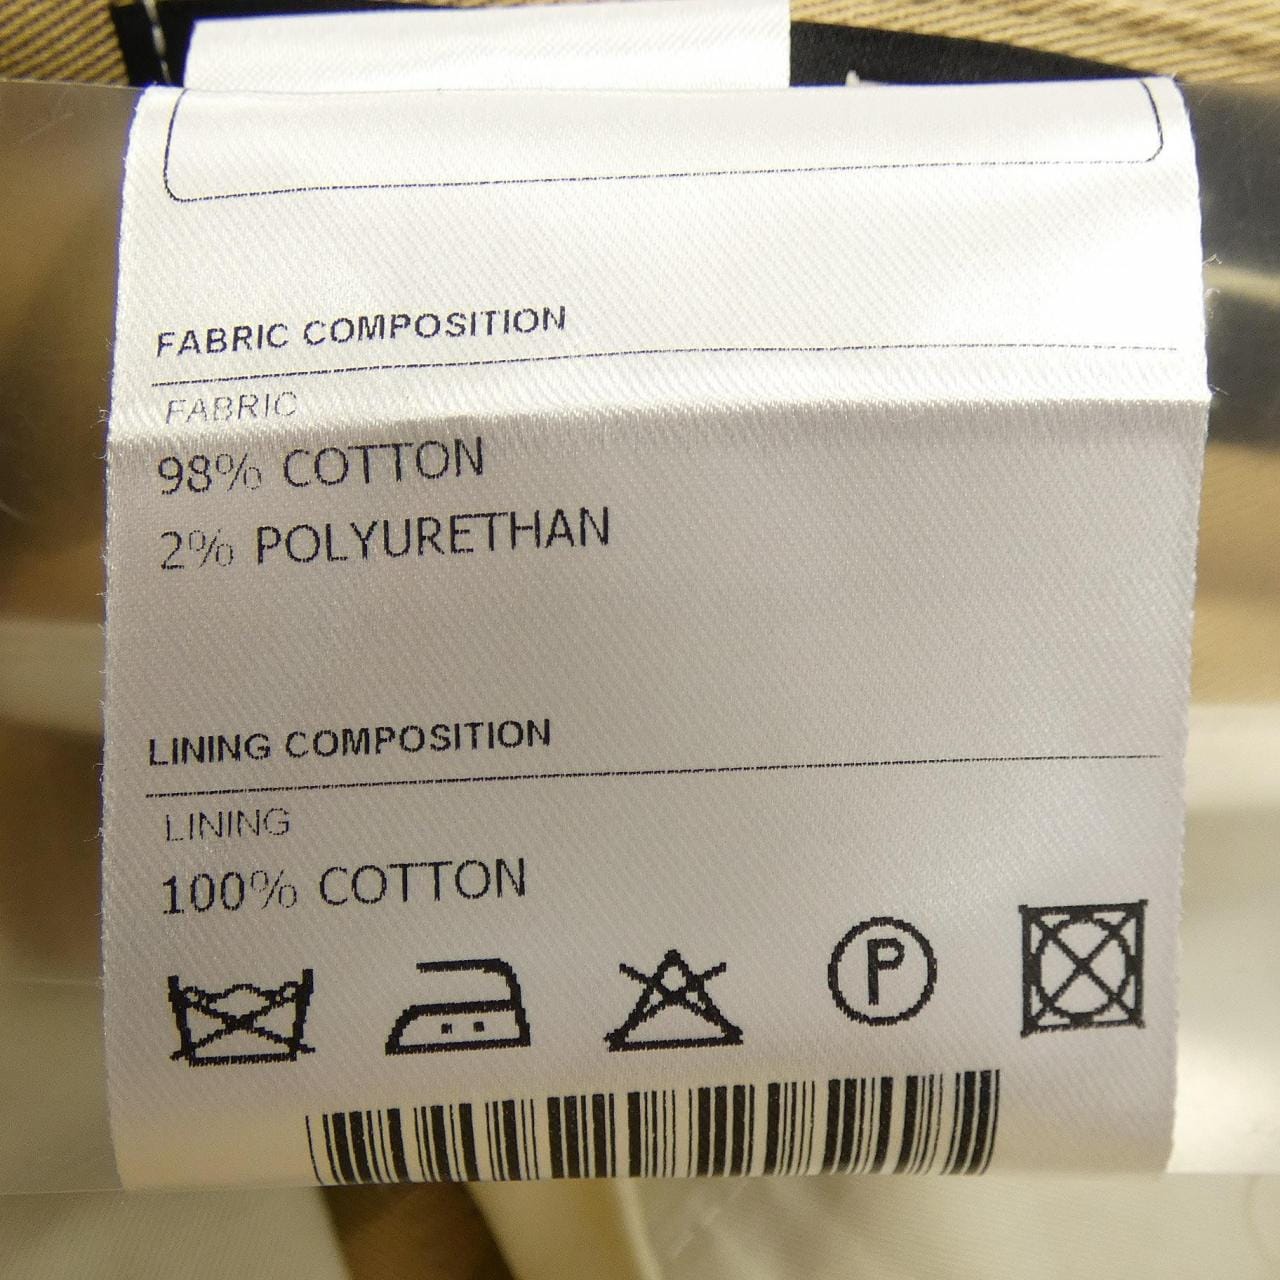 FABRIC COMPOSITION
FABRIC
98% COTTON
2% POLYURETHAN
LINING COMPOSITION
LINING
100% COTTON
P